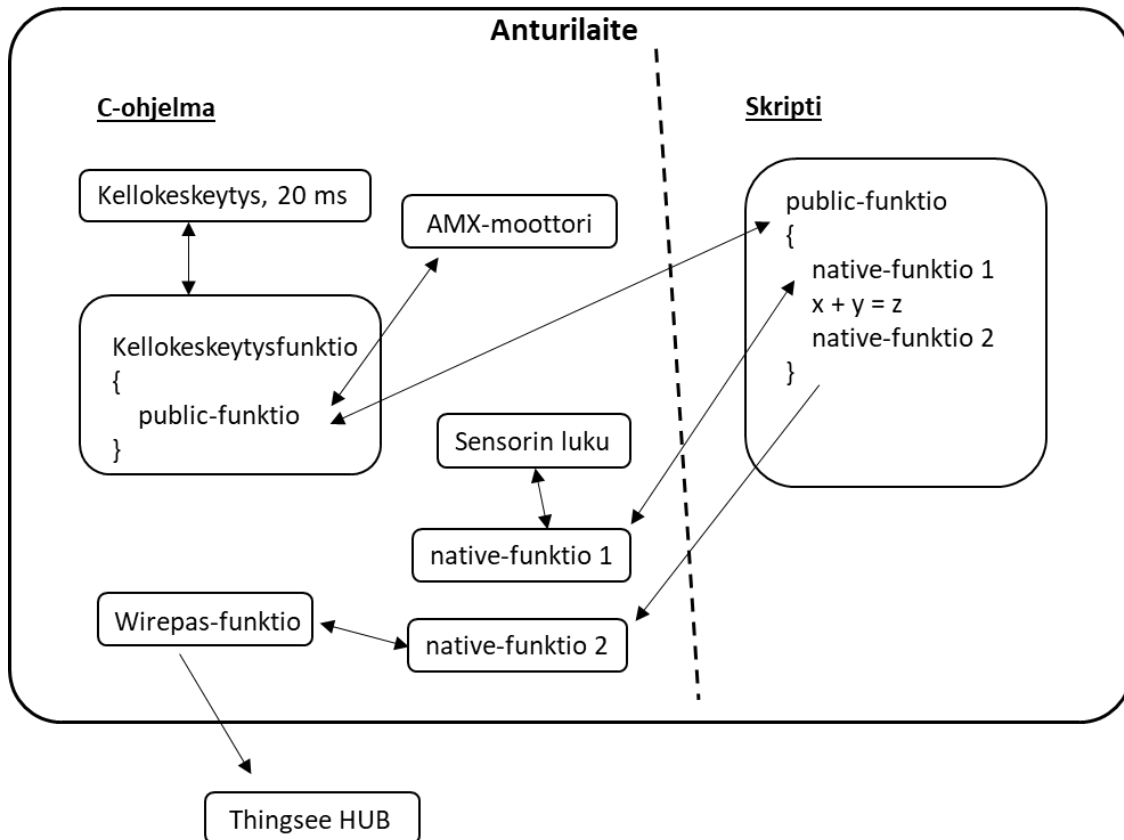 Anturilaite
C-ohjelma
Skripti
Kellokeskeytys, 20 ms
AMX-moottori
public-funktio
{
native-funktio 1
x + y = z
native-funktio 2
}
Kellokeskeytysfunktio
{
public-funktio
}
Sensorin luku
native-funktio 1
Wirepas-funktio
native-funktio 2
Thingsee HUB